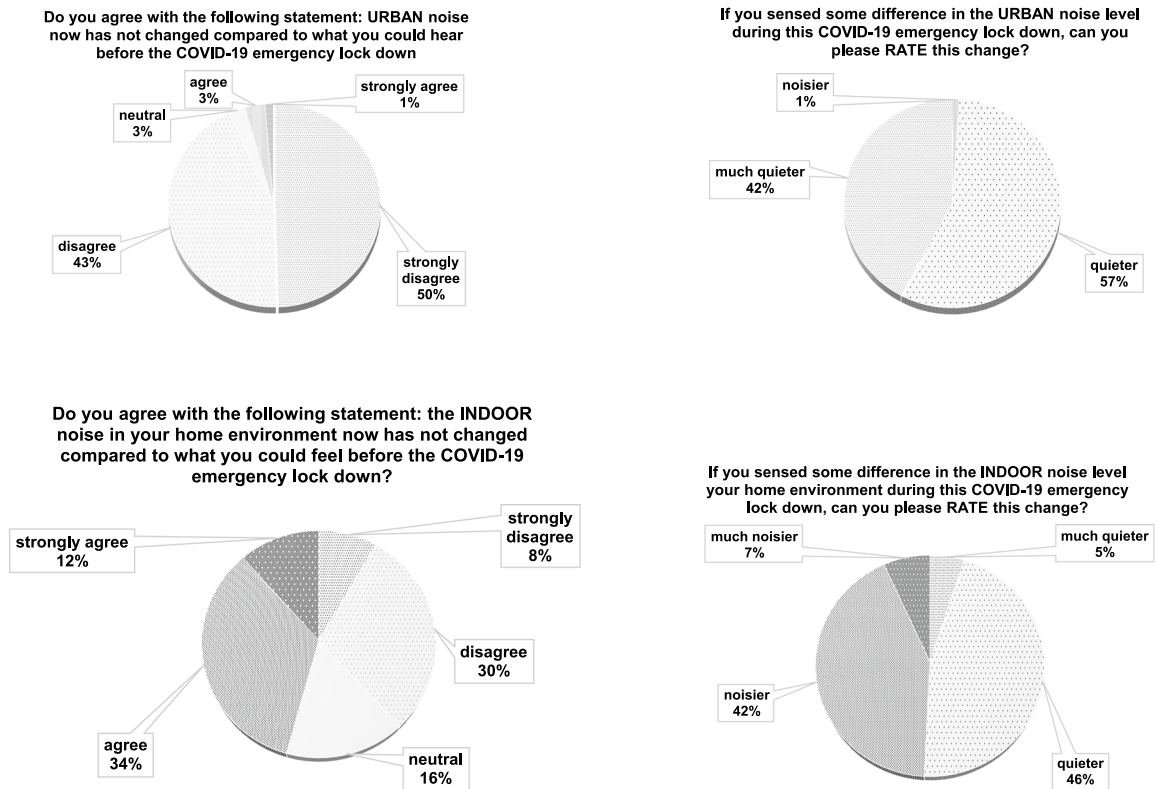 Do you agree with the following statement: URBAN noise
now has not changed compared to what you could hear
before the COVID-19 emergency lock down
agree
3%
strongly agree
1%
neutral
3%
disagree
43%
strongly
disagree
50%
If you sensed some difference in the URBAN noise level
during this COVID-19 emergency lock down, can you
please RATE this change?
noisier
1%
much quieter
42%
quieter
57%
Do you agree with the following statement: the INDOOR
noise in your home environment now has not changed
compared to what you could feel before the COVID-19
emergency lock down?
strongly agree
12%
strongly
disagree
8%
disagree
30%
agree
34%
neutral
16%
If you sensed some difference in the INDOOR noise level
your home environment during this COVID-19 emergency
lock down, can you please RATE this change?
much noisier
7%
much quieter
5%
noisier
42%
quieter
46%